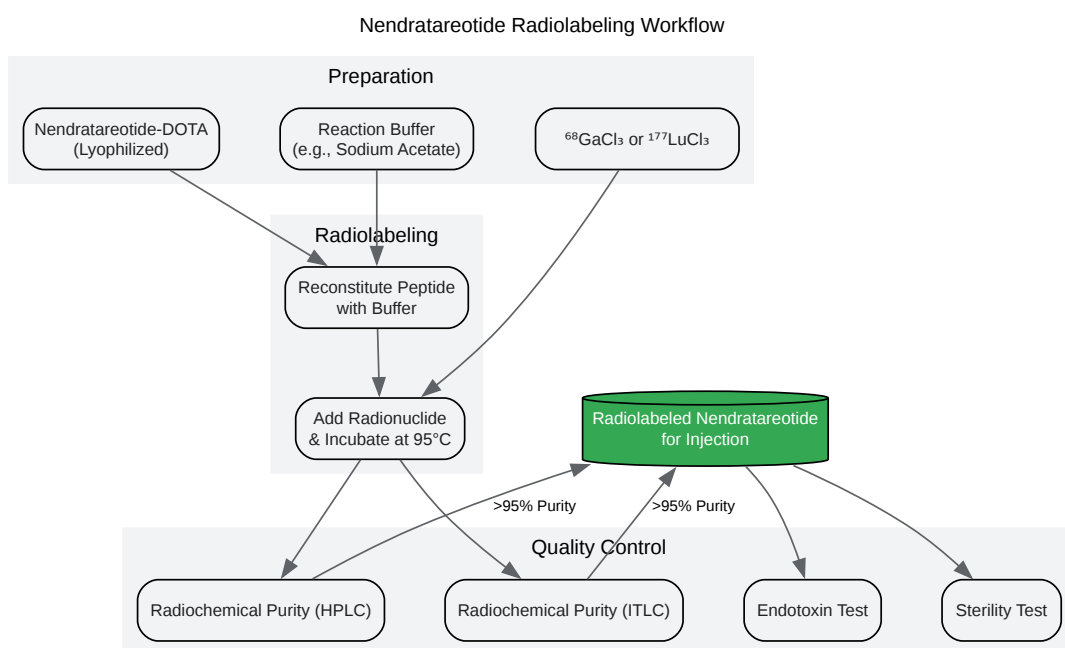 Nendratareotide Radiolabeling Workflow
Preparation
Nendratareotide-DOTA
(Lyophilized)
Reaction Buffer
(e.g., Sodium Acetate)
⁶⁸GaCl₃ or ¹⁷⁷LuCl₃
Radiolabeling
Reconstitute Peptide
with Buffer
Add Radionuclide
& Incubate at 95°C
Radiolabeled Nendratareotide
for Injection
>95% Purity
>95% Purity
Quality Control
Radiochemical Purity (HPLC)
Radiochemical Purity (ITLC)
Endotoxin Test
Sterility Test